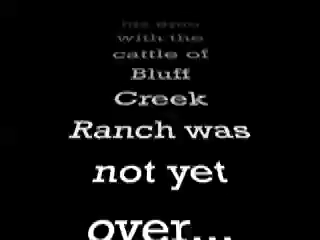 with the
cattle of
Bluff
Creek
Ranch was
not yet
over...